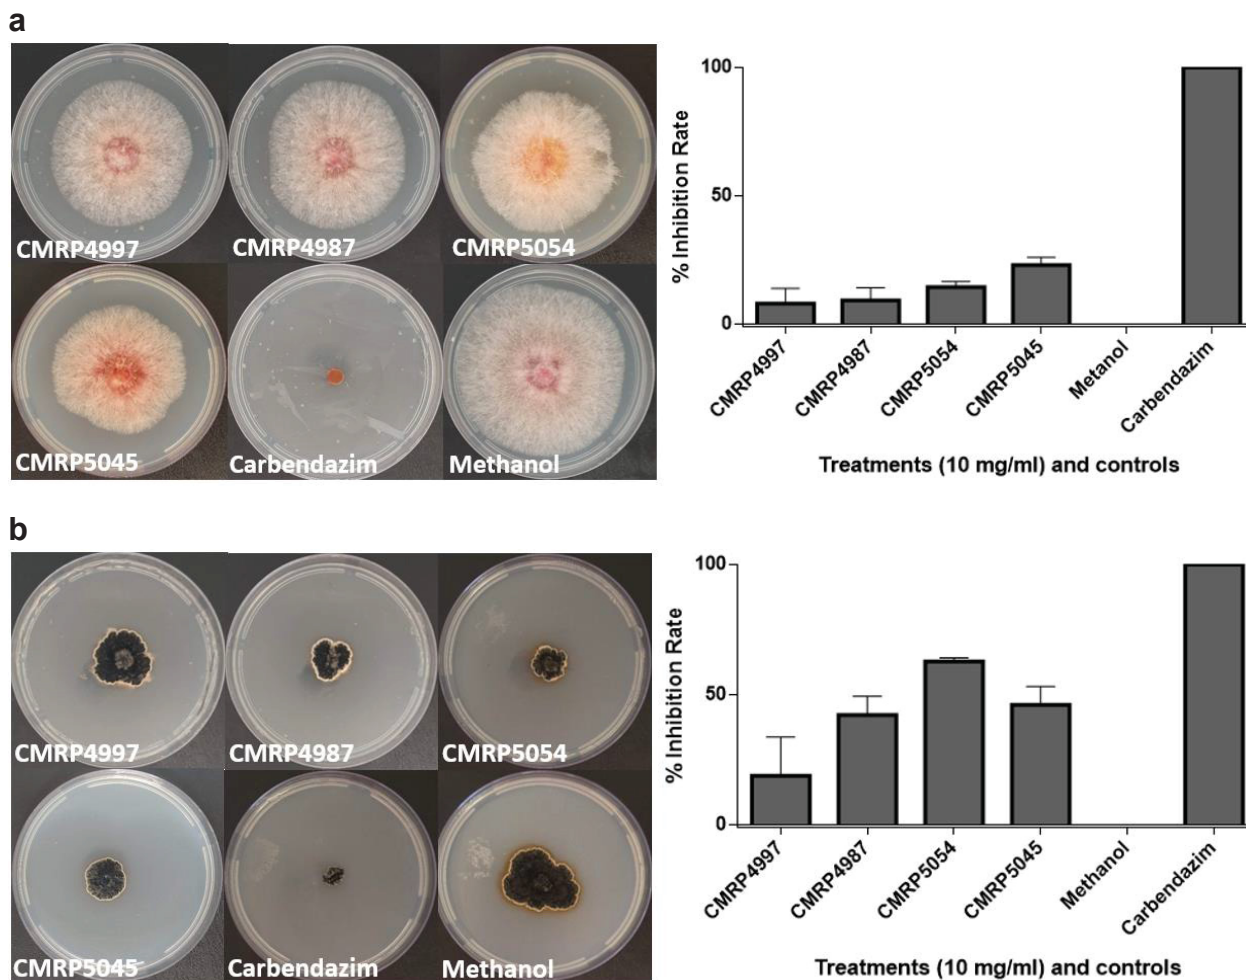 a
CMRP4997
CMRP4987
CMRP5054
CMRP5045
Carbendazim
Methanol
% Inhibition Rate
100
50
0
CMRP4997
CMRP4987
CMRP5054
CMRP5045
Metanol
Carbendazim
Treatments (10 mg/ml) and controls
b
CMRP4997
CMRP4987
CMRP5054
CMRP5045
Carbendazim
Methanol
% Inhibition Rate
100
50
0
CMRP4997
CMRP4987
CMRP5054
CMRP5045
Methanol
Carbendazim
Treatments (10 mg/ml) and controls